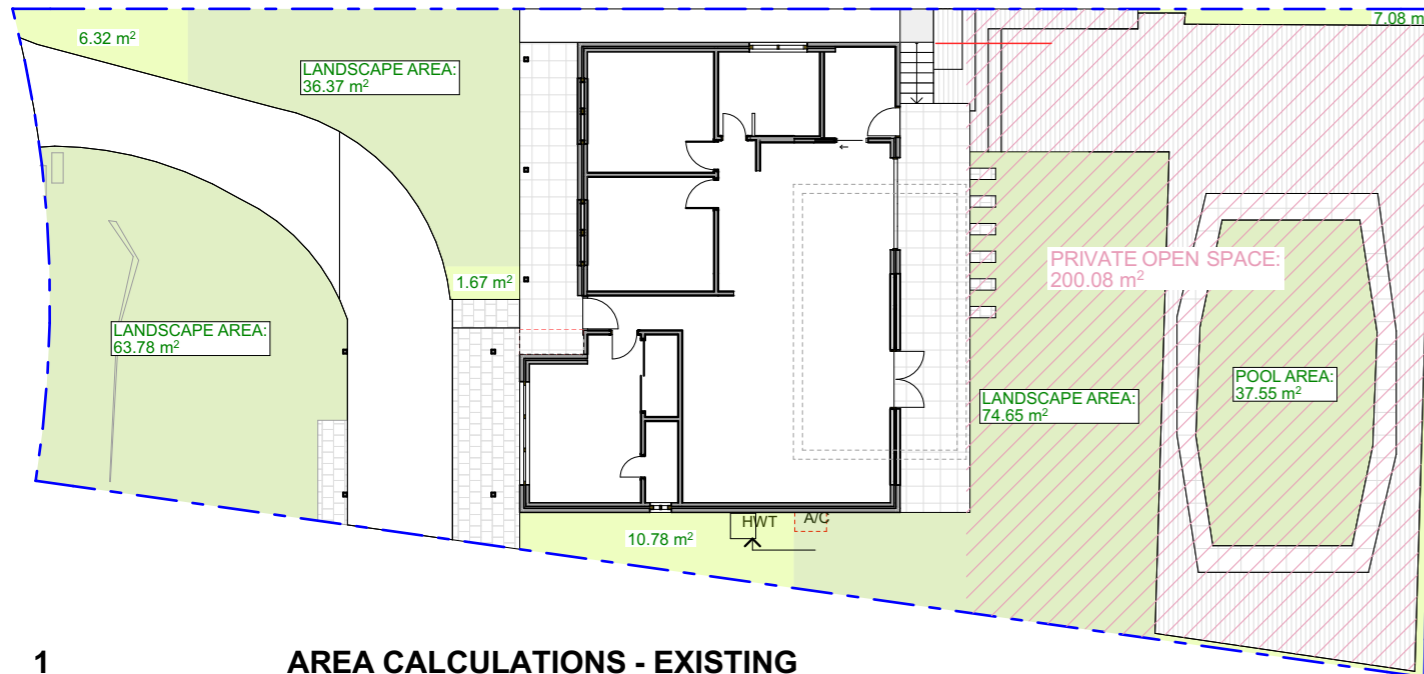 6.32 m²
7.08 m
LANDSCAPE AREA:
36.37 m²
PRIVATE OPEN SPACE:
200.08 m²
1.67 m²
LANDSCAPE AREA:
63.78 m²
POOL AREA:
37.55 m²
LANDSCAPE AREA:
74.65 m²
HWT
A/C
10.78 m²
1 AREA CALCULATIONS - EXISTING